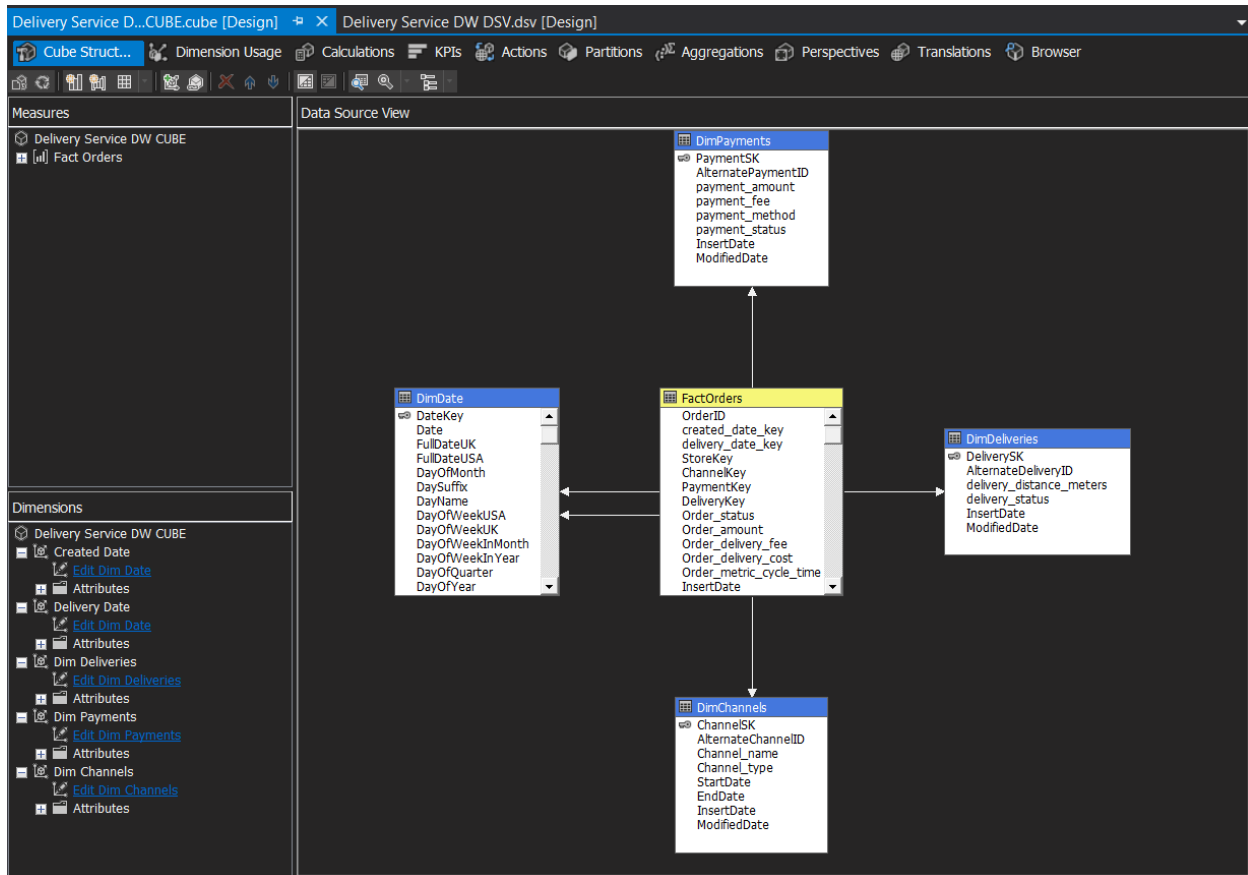 Delivery Service D...CUBE.cube [Design]
Delivery Service DW DSV.dsv [Design]
Cube Struct...
Dimension Usage
Calculations
KPIs
Actions
Partitions
Aggregations
Perspectives
Translations
Browser
Measures
Delivery Service DW CUBE
Fact Orders
Dimensions
Delivery Service DW CUBE
Created Date
Edit Dim Date
Attributes
Delivery Date
Edit Dim Date
Attributes
Dim Deliveries
Edit Dim Deliveries
Attributes
Dim Payments
Edit Dim Payments
Attributes
Dim Channels
Edit Dim Channels
Attributes
Data Source View
DimPayments
PaymentSK
AlternatePaymentID
payment_amount
payment_fee
payment_method
payment_status
InsertDate
ModifiedDate
DimDate
DateKey
Date
FullDateUK
FullDateUSA
DayOfMonth
DaySuffix
DayName
DayOfWeekUSA
DayOfWeekUK
DayOfWeekInMonth
DayOfWeekInYear
DayOfQuarter
DayOfYear
FactOrders
OrderID
created_date_key
delivery_date_key
StoreKey
ChannelKey
PaymentKey
DeliveryKey
Order_status
Order_amount
Order_delivery_fee
Order_delivery_cost
Order_metric_cycle_time
InsertDate
DimDeliveries
DeliverySK
AlternateDeliveryID
delivery_distance_meters
delivery_status
InsertDate
ModifiedDate
DimChannels
ChannelSK
AlternateChannelID
Channel_name
Channel_type
StartDate
EndDate
InsertDate
ModifiedDate